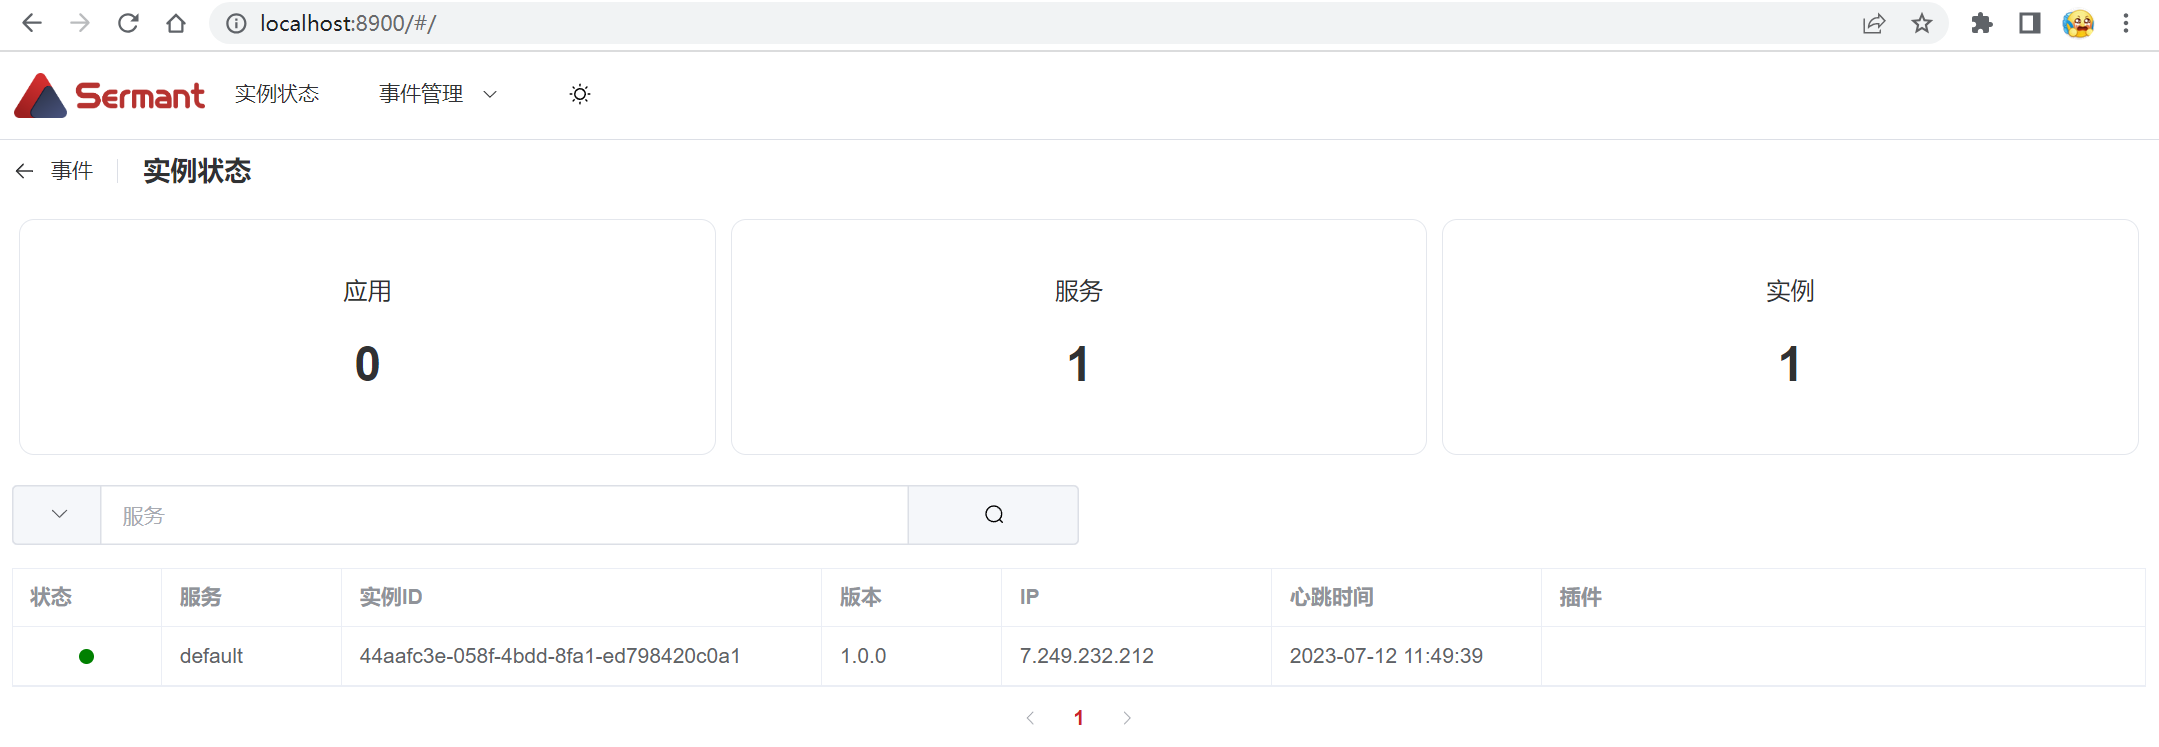 localhost:8900/#/
Sermant 实例状态 事件管理
事件 实例状态
应用 服务 实例
0 1 1
服务
状态 服务 实例ID 版本 IP 心跳时间 插件
default 44aafc3e-058f-4bdd-8fa1-ed798420c0a1 1.0.0 7.249.232.212 2023-07-12 11:49:39
1